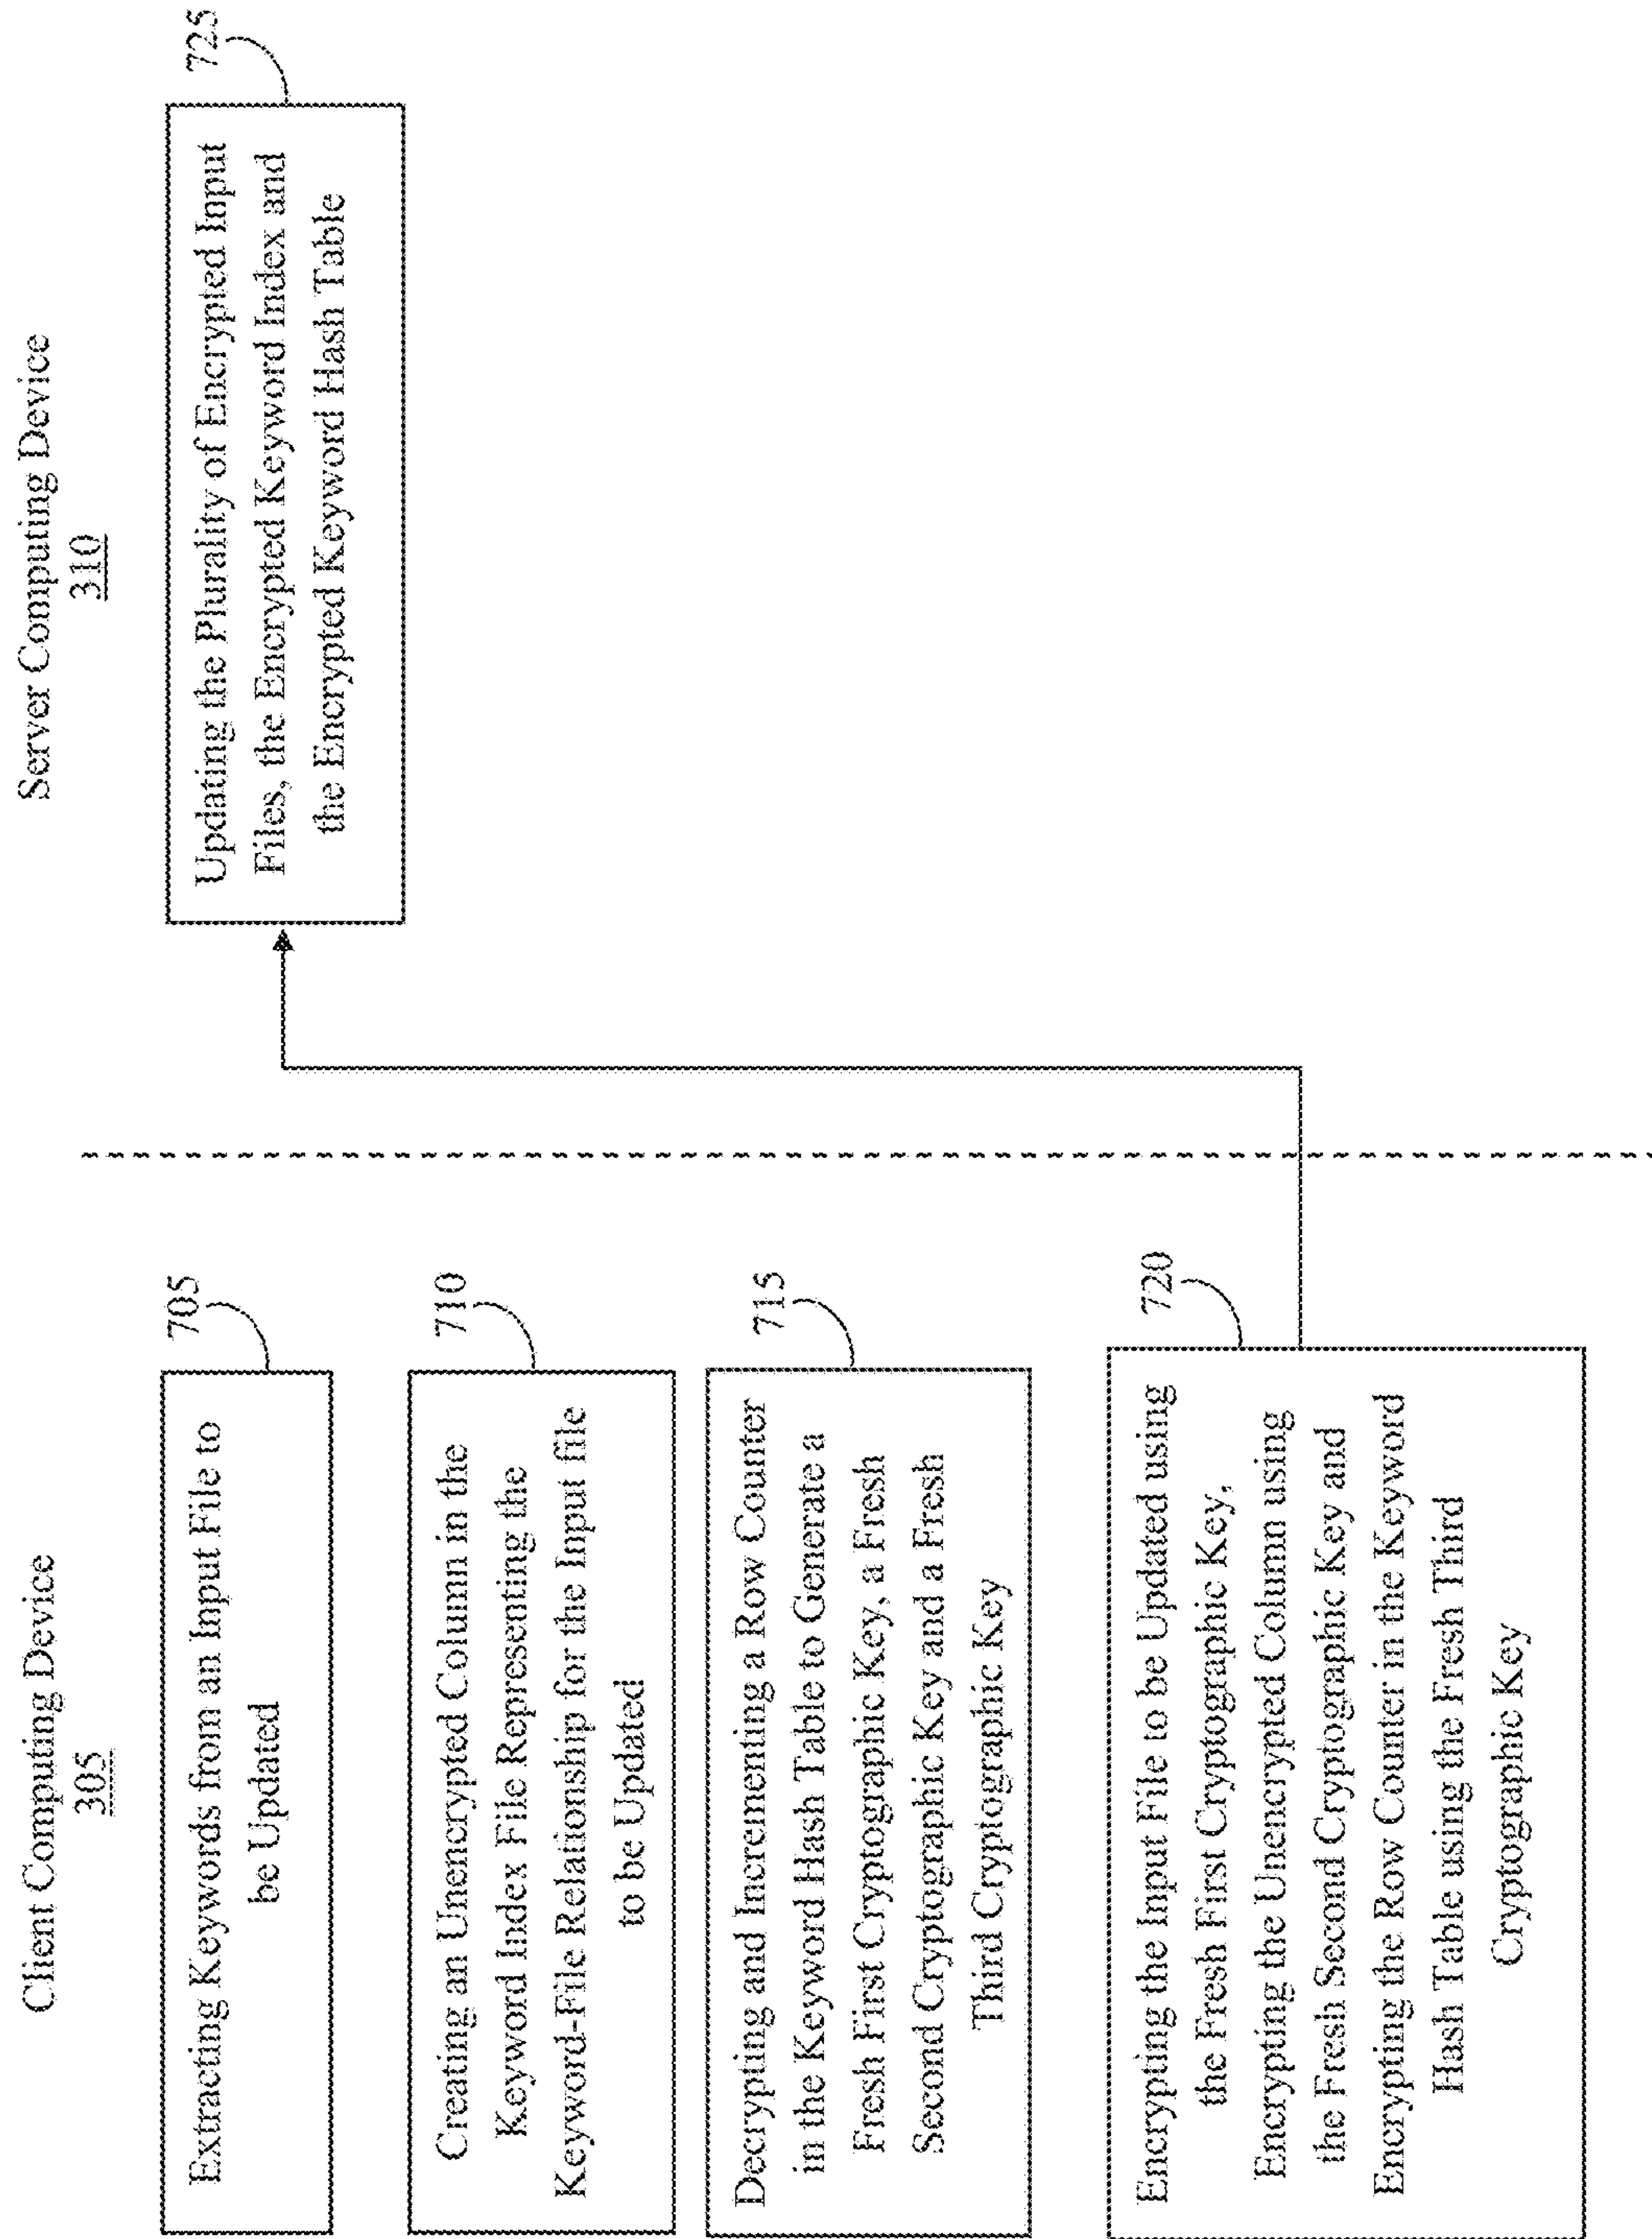 Client Computing Device
305
Server Computing Device
310
705
Extracting Keywords from an Input File to
be Updated
710
Creating an Unencrypted Column in the
Keyword Index File Representing the
Keyword-File Relationship for the Input file
to be Updated
715
Decrypting and Incrementing a Row Counter
in the Keyword Hash Table to Generate a
Fresh First Cryptographic Key, a Fresh
Second Cryptographic Key and a Fresh
Third Cryptographic Key
720
Encrypting the Input File to be Updated using
the Fresh First Cryptographic Key,
Encrypting the Unencrypted Column using
the Fresh Second Cryptographic Key and
Encrypting the Row Counter in the Keyword
Hash Table using the Fresh Third
Cryptographic Key
725
Updating the Plurality of Encrypted Input
Files, the Encrypted Keyword Index and
the Encrypted Keyword Hash Table